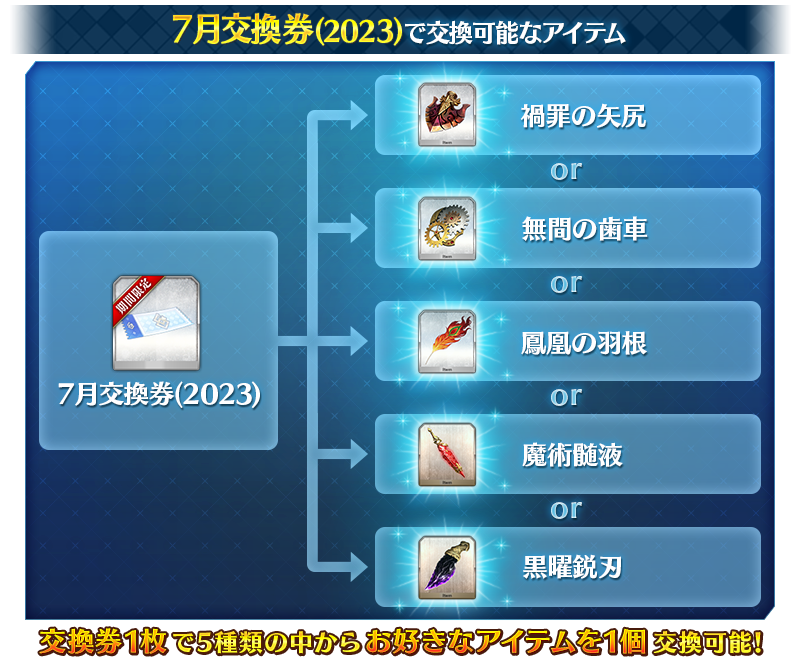 7月交換券(2023)で交換可能なアイテム
禍罪の矢尻
or
無間の歯車
or
期間限定
鳳凰の羽根
7月交換券(2023)
or
魔術髄液
or
黒曜鋭刃
交換券1枚で5種類の中からお好きなアイテムを1個交換可能!